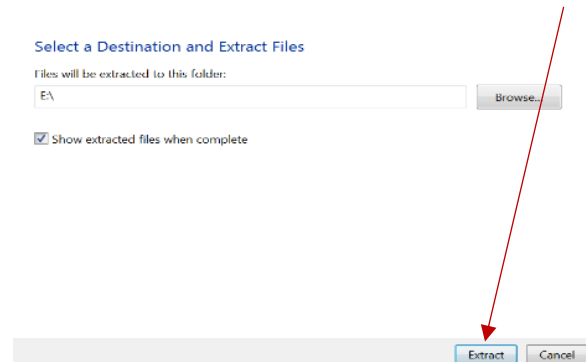 Select a Destination and Extract Files
Files will be extracted to this folder:
E:\
Browse...
Show extracted files when complete
Extract
Cancel